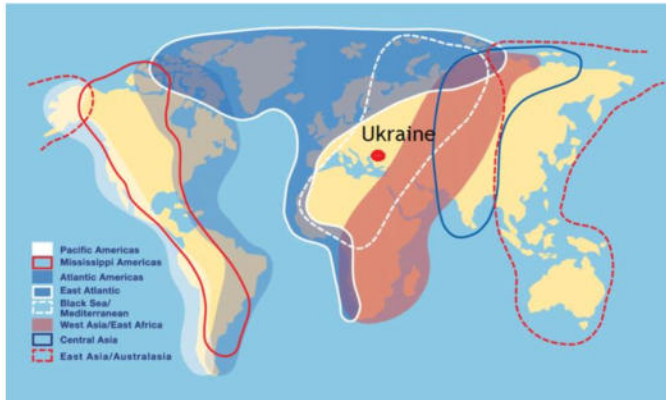 Ukraine
Pacific Americas
Mississippi Americas
Atlantic Americas
East Atlantic
Black Sea/
Mediterranean
West Asia/East Africa
Central Asia
East Asia/Australasia